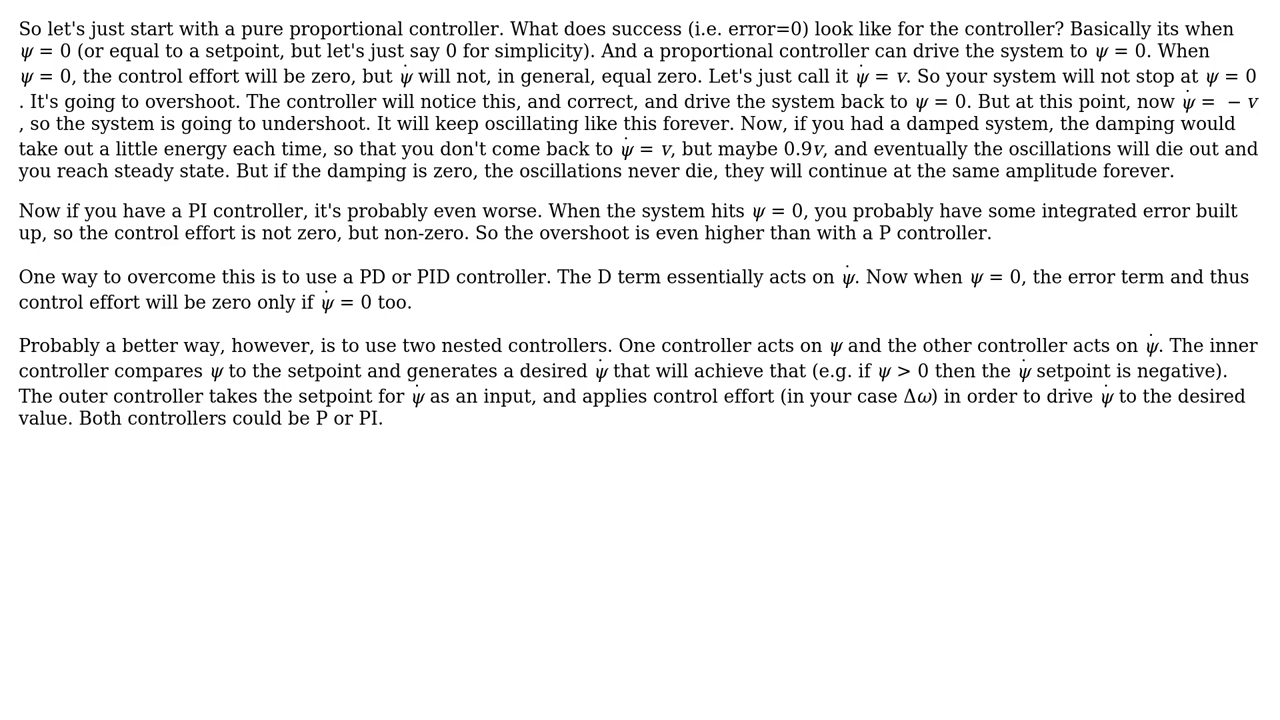 So let's just start with a pure proportional controller. What does success (i.e. error=0) look like for the controller? Basically its when
ψ = 0 (or equal to a setpoint, but let's just say 0 for simplicity). And a proportional controller can drive the system to ψ = 0. When
ψ = 0, the control effort will be zero, but ψ̇ will not, in general, equal zero. Let's just call it ψ̇ = v. So your system will not stop at ψ = 0
. It's going to overshoot. The controller will notice this, and correct, and drive the system back to ψ = 0. But at this point, now ψ̇ = − v
, so the system is going to undershoot. It will keep oscillating like this forever. Now, if you had a damped system, the damping would
take out a little energy each time, so that you don't come back to ψ̇ = v, but maybe 0.9v, and eventually the oscillations will die out and
you reach steady state. But if the damping is zero, the oscillations never die, they will continue at the same amplitude forever.
Now if you have a PI controller, it's probably even worse. When the system hits ψ = 0, you probably have some integrated error built
up, so the control effort is not zero, but non-zero. So the overshoot is even higher than with a P controller.
One way to overcome this is to use a PD or PID controller. The D term essentially acts on ψ̇. Now when ψ = 0, the error term and thus
control effort will be zero only if ψ̇ = 0 too.
Probably a better way, however, is to use two nested controllers. One controller acts on ψ and the other controller acts on ψ̇. The inner
controller compares ψ to the setpoint and generates a desired ψ̇ that will achieve that (e.g. if ψ > 0 then the ψ̇ setpoint is negative).
The outer controller takes the setpoint for ψ̇ as an input, and applies control effort (in your case Δω) in order to drive ψ̇ to the desired
value. Both controllers could be P or PI.